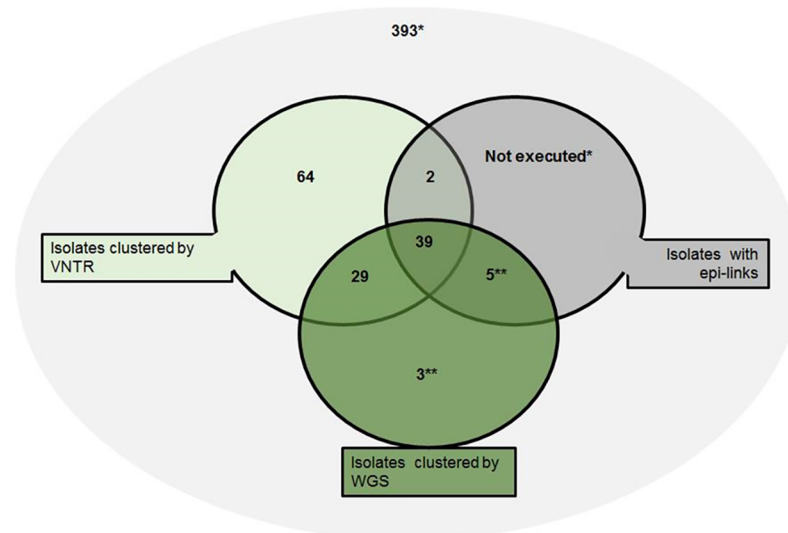 393*
64
2
Not executed*
Isolates clustered by
VNTR
39
Isolates with
epi-links
29
5**
3**
Isolates clustered by
WGS